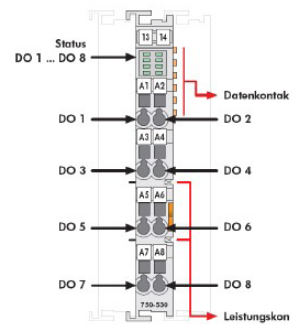 13 14
Status
DO 1 ... DO 8
Datenkontak
A1 A2
DO 1 DO 2
A3 A4
DO 3 DO 4
A5 A6
DO 5 DO 6
A7 A8
DO 7 DO 8
750-530
Leistungskon